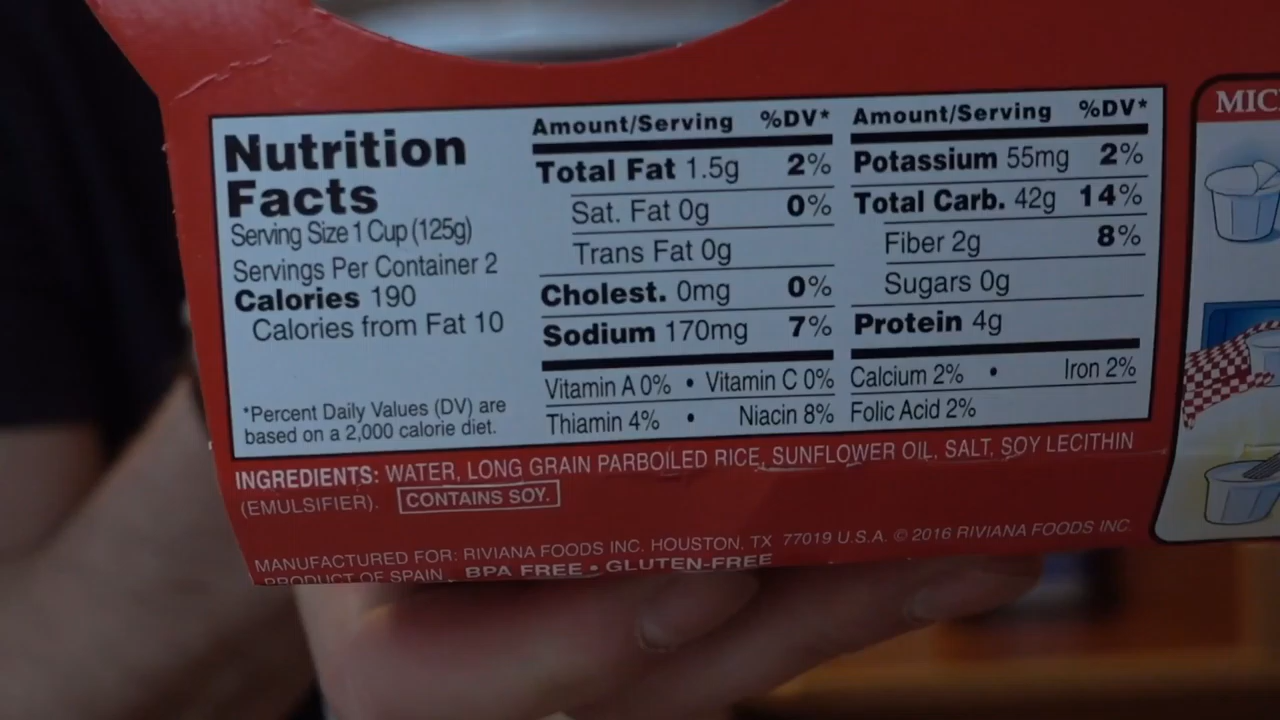 Nutrition
Facts
Serving Size 1 Cup (125g)
Servings Per Container 2
Calories 190
Calories from Fat 10
*Percent Daily Values (DV) are
based on a 2,000 calorie diet.
Amount/Serving %DV*
Total Fat 1.5g 2%
Sat. Fat 0g 0%
Trans Fat 0g
Cholest. 0mg 0%
Sodium 170mg 7%
Amount/Serving %DV*
Potassium 55mg 2%
Total Carb. 42g 14%
Fiber 2g 8%
Sugars 0g
Protein 4g
Vitamin A 0% • Vitamin C 0% Calcium 2% • Iron 2%
Thiamin 4% • Niacin 8% Folic Acid 2%
INGREDIENTS: WATER, LONG GRAIN PARBOILED RICE, SUNFLOWER OIL, SALT, SOY LECITHIN
(EMULSIFIER). CONTAINS SOY.
MANUFACTURED FOR: RIVIANA FOODS INC. HOUSTON, TX 77019 U.S.A. © 2016 RIVIANA FOODS INC.
PRODUCT OF SPAIN BPA FREE • GLUTEN-FREE
MIC